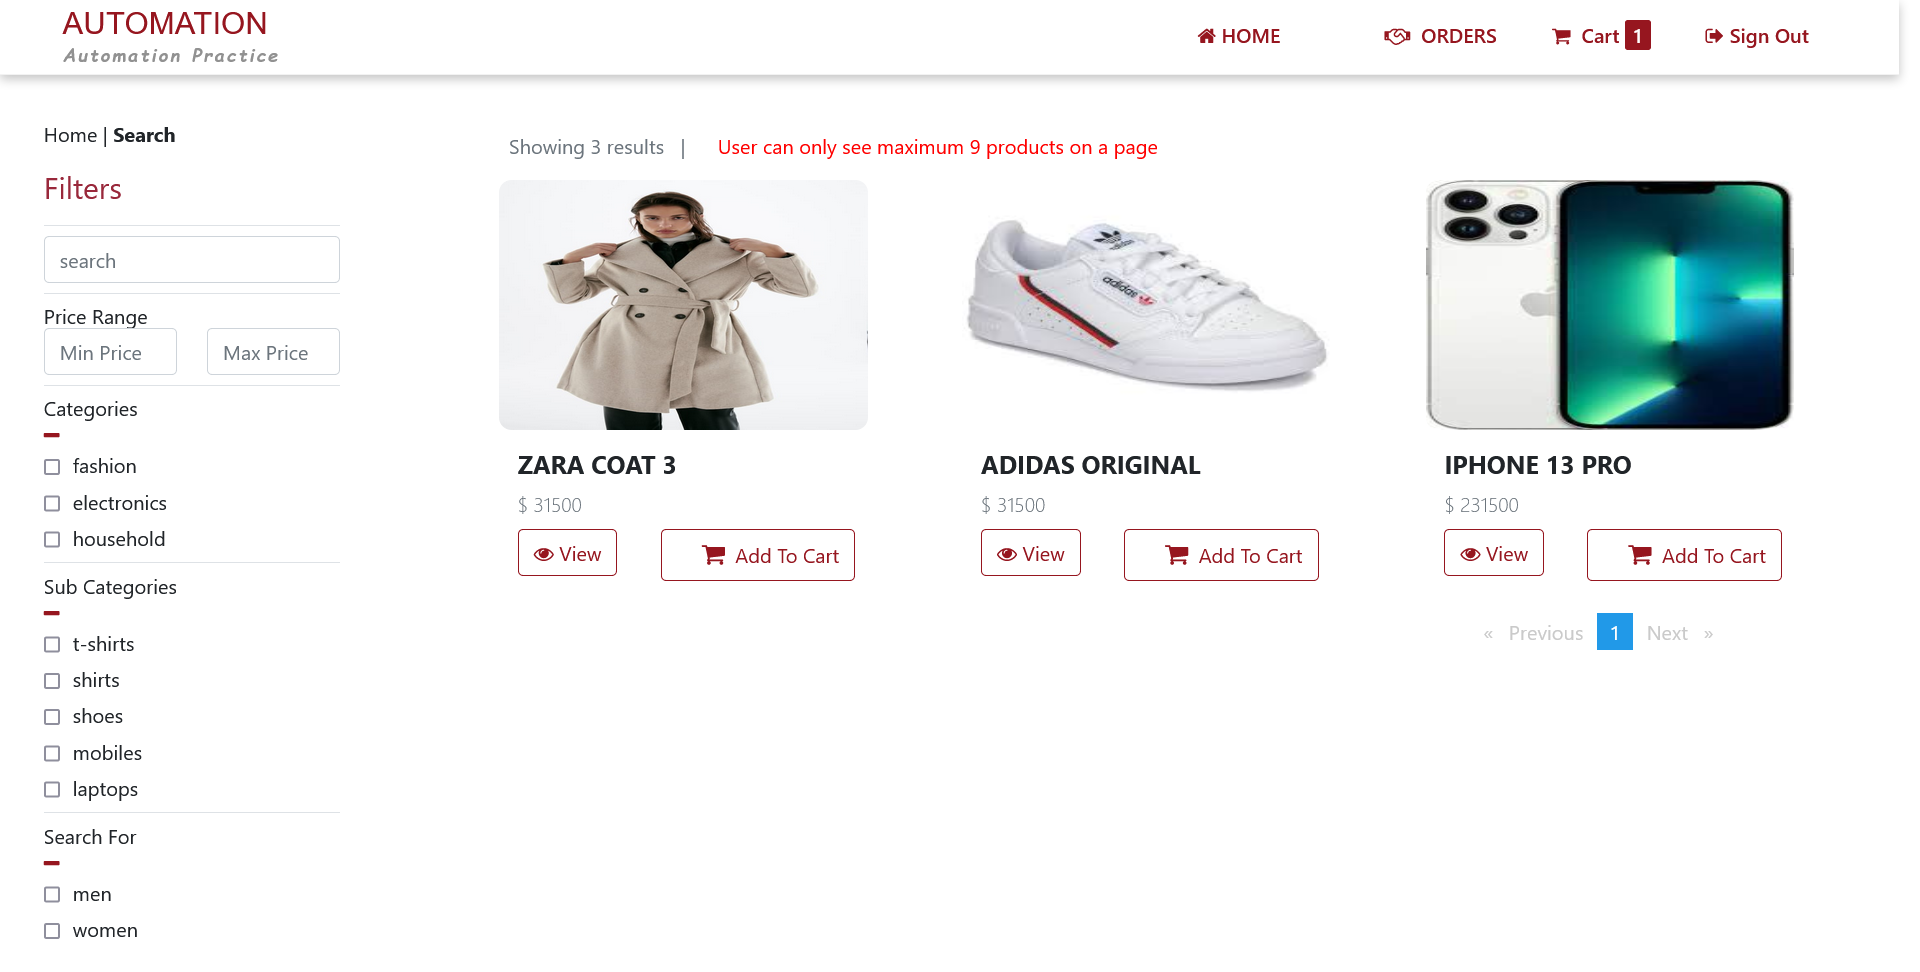 AUTOMATION
Automation Practice
HOME
ORDERS
Cart 1
Sign Out
Home | Search
Filters
search
Price Range
Min Price
Max Price
Categories
fashion
electronics
household
Sub Categories
t-shirts
shirts
shoes
mobiles
laptops
Search For
men
women
Showing 3 results |
User can only see maximum 9 products on a page
ZARA COAT 3
$ 31500
View
Add To Cart
adidas
adidas
ADIDAS ORIGINAL
$ 31500
View
Add To Cart
IPHONE 13 PRO
$ 231500
View
Add To Cart
« Previous 1 Next »